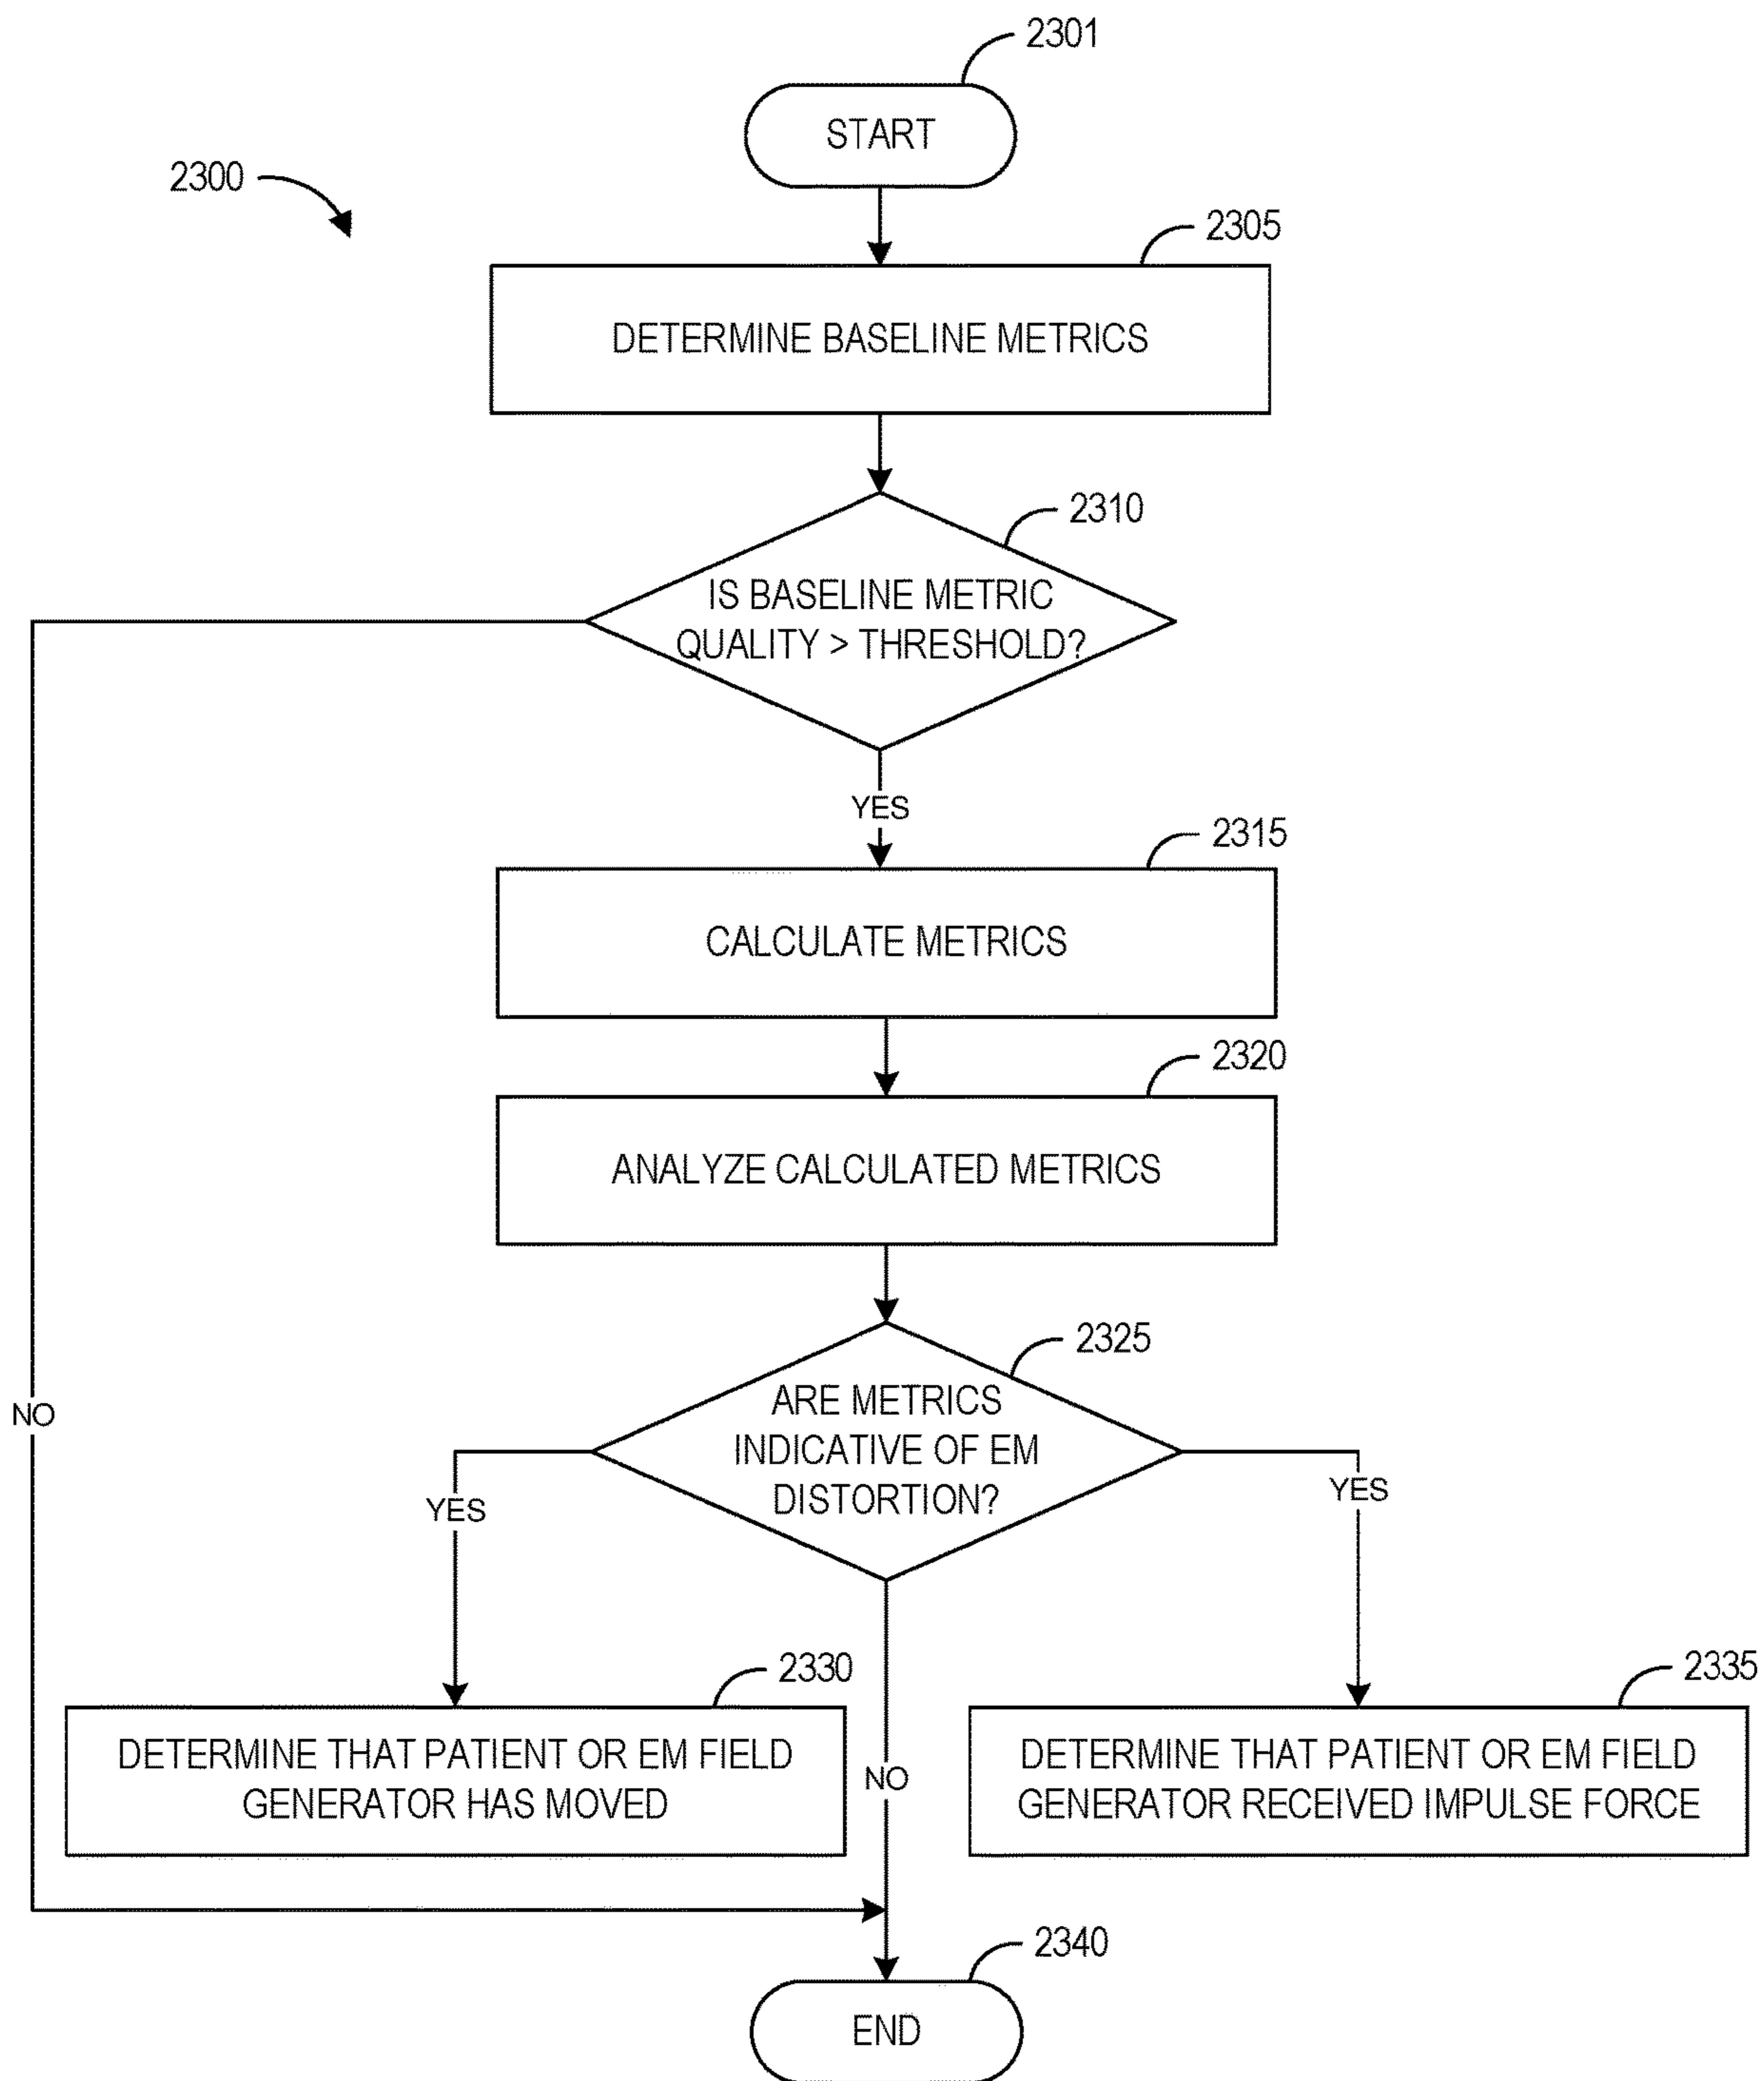 2301
START
2300
2305
DETERMINE BASELINE METRICS
2310
IS BASELINE METRIC
QUALITY > THRESHOLD?
YES
2315
CALCULATE METRICS
2320
ANALYZE CALCULATED METRICS
2325
ARE METRICS
INDICATIVE OF EM
DISTORTION?
NO
YES
YES
2330
2335
DETERMINE THAT PATIENT OR EM FIELD
GENERATOR HAS MOVED
NO
DETERMINE THAT PATIENT OR EM FIELD
GENERATOR RECEIVED IMPULSE FORCE
2340
END